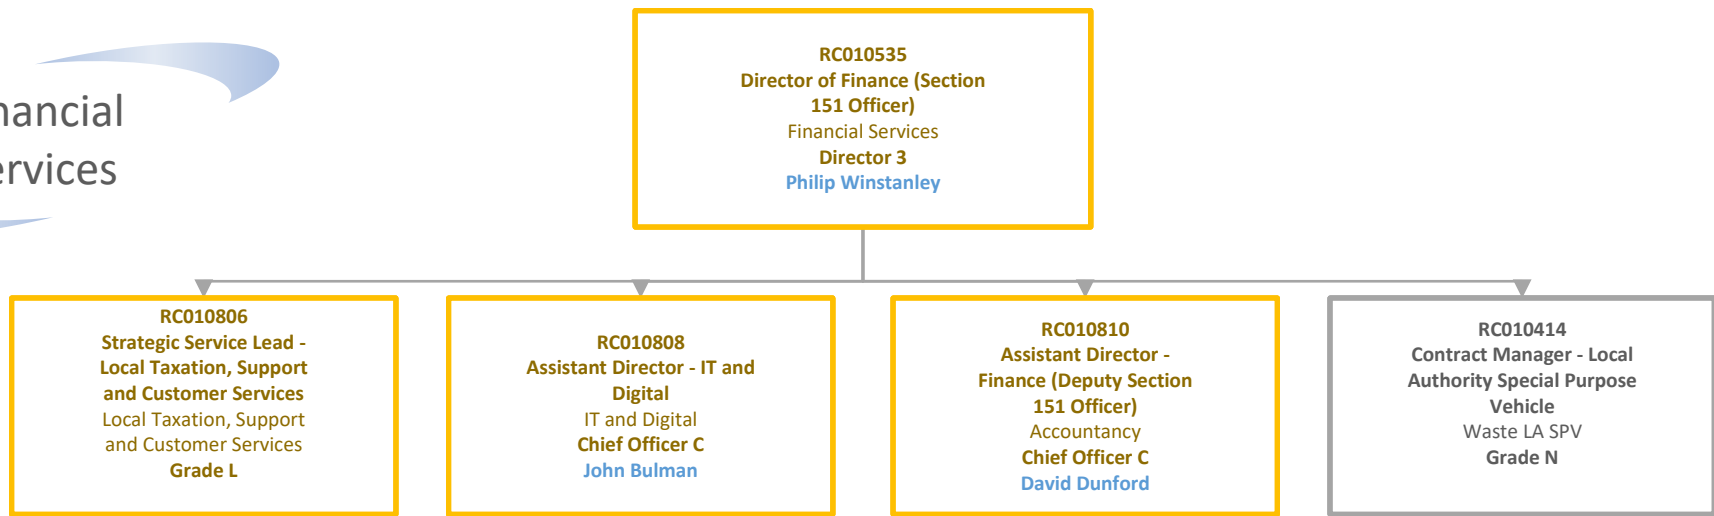 nancial
ervices
RC010535
Director of Finance (Section
151 Officer)
Financial Services
Director 3
Philip Winstanley
RC010806
Strategic Service Lead -
Local Taxation, Support
and Customer Services
Local Taxation, Support
and Customer Services
Grade L
RC010808
Assistant Director - IT and
Digital
IT and Digital
Chief Officer C
John Bulman
RC010810
Assistant Director -
Finance (Deputy Section
151 Officer)
Accountancy
Chief Officer C
David Dunford
RC010414
Contract Manager - Local
Authority Special Purpose
Vehicle
Waste LA SPV
Grade N